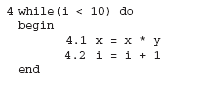 4 while(i < 10) do
begin
4.1 x = x * y
4.2 i = i + 1
end